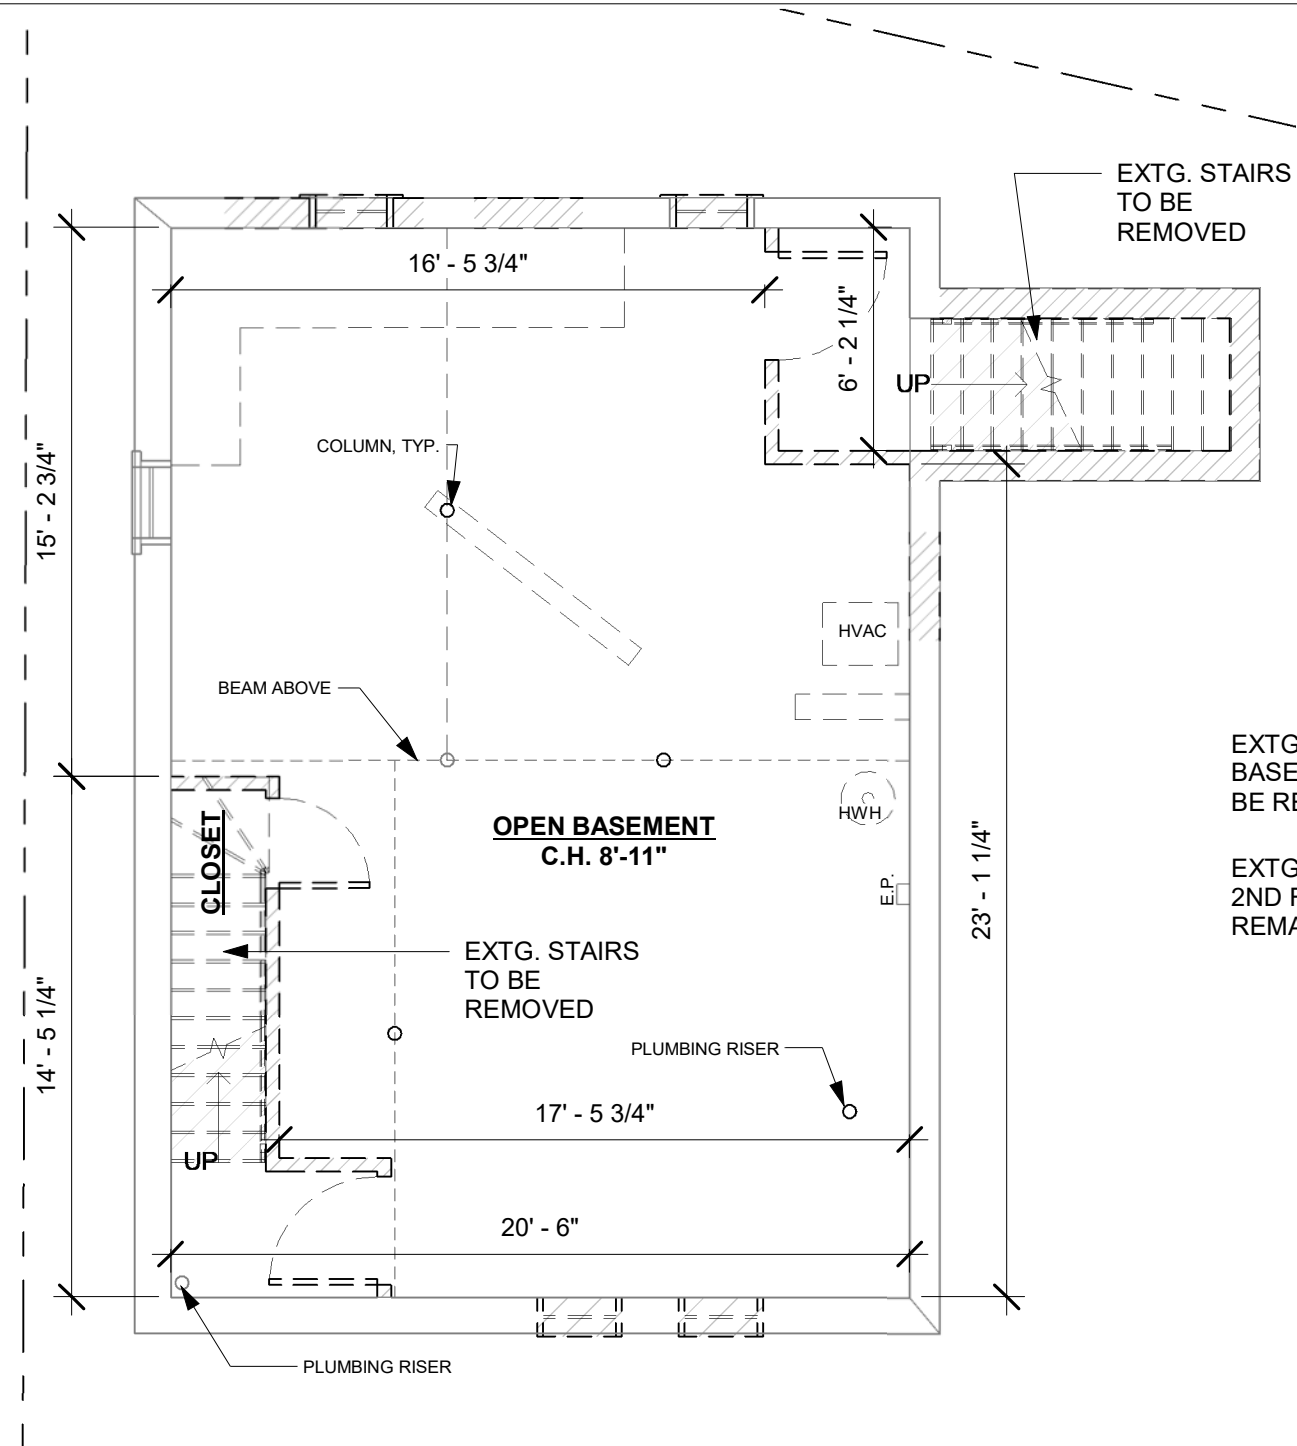 EXTG. STAIRS
TO BE
REMOVED
16' - 5 3/4"
6' - 2 1/4"
UP
COLUMN, TYP.
15' - 2 3/4"
HVAC
BEAM ABOVE
EXTG
BASE
BE RE
HWH
OPEN BASEMENT
C.H. 8'-11"
CLOSET
E.P.
23' - 1 1/4"
EXTG
2ND F
REMA
EXTG. STAIRS
TO BE
REMOVED
14' - 5 1/4"
PLUMBING RISER
17' - 5 3/4"
UP
20' - 6"
PLUMBING RISER